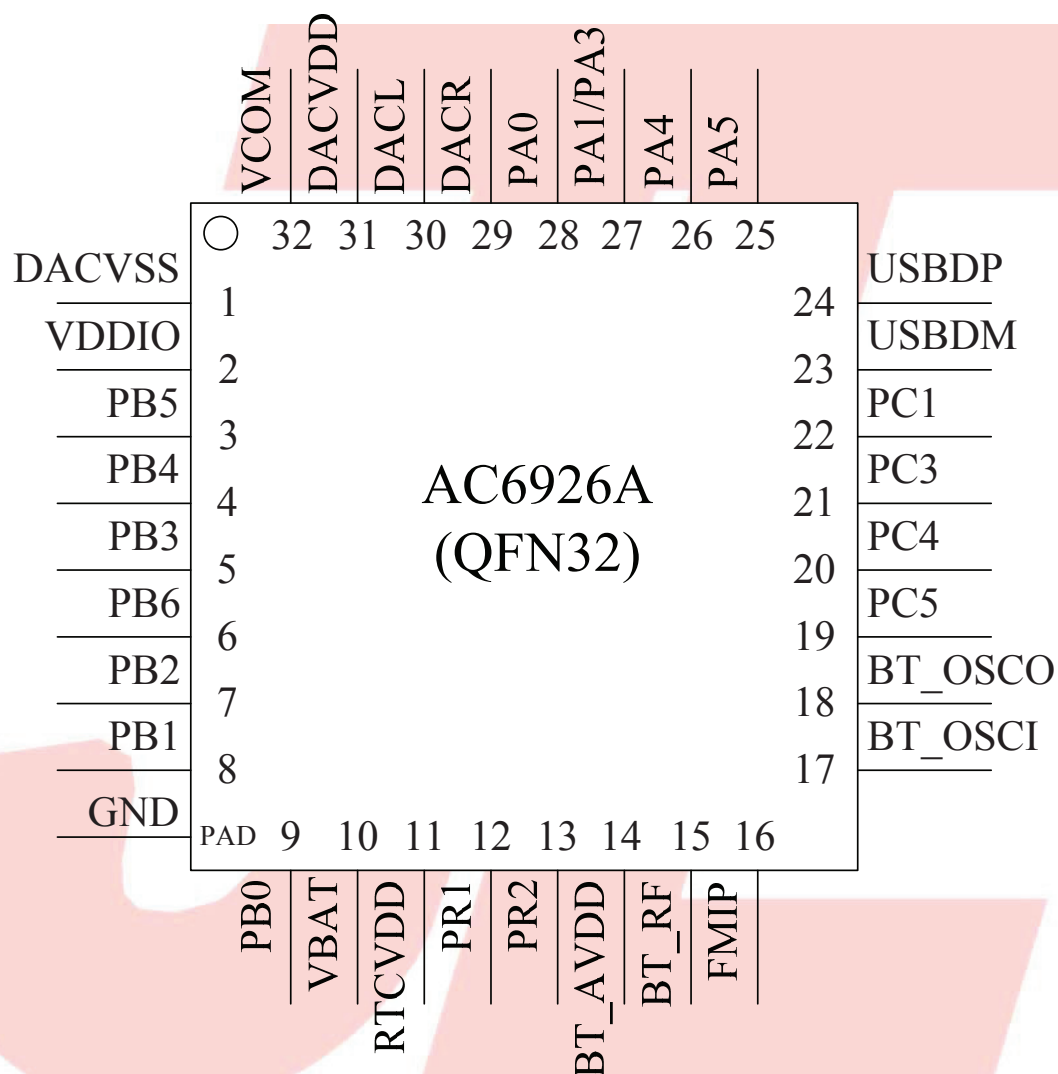 VCOM
DACVDD
DACL
DACR
PA0
PA1/PA3
PA4
PA5
32 31 30 29 28 27 26 25
DACVSS
1
VDDIO
2
PB5
3
PB4
4
PB3
5
PB6
6
PB2
7
PB1
8
GND
PAD
AC6926A
(QFN32)
USBDP
24
USBDM
23
PC1
22
PC3
21
PC4
20
PC5
19
BT_OSCO
18
BT_OSCI
17
9 10 11 12 13 14 15 16
PB0
VBAT
RTCVDD
PR1
PR2
BT_AVDD
BT_RF
FMIP